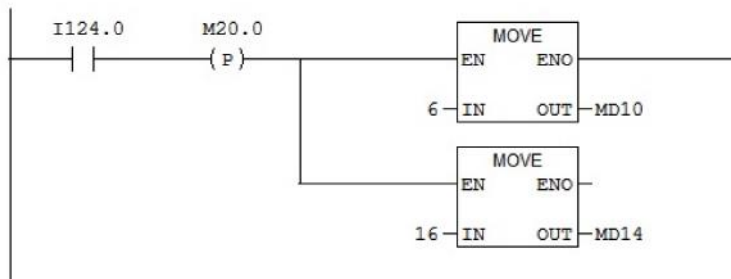 I124.0 M20.0
( P )
MOVE
EN ENO
6 IN OUT MD10
MOVE
EN ENO
16 IN OUT MD14